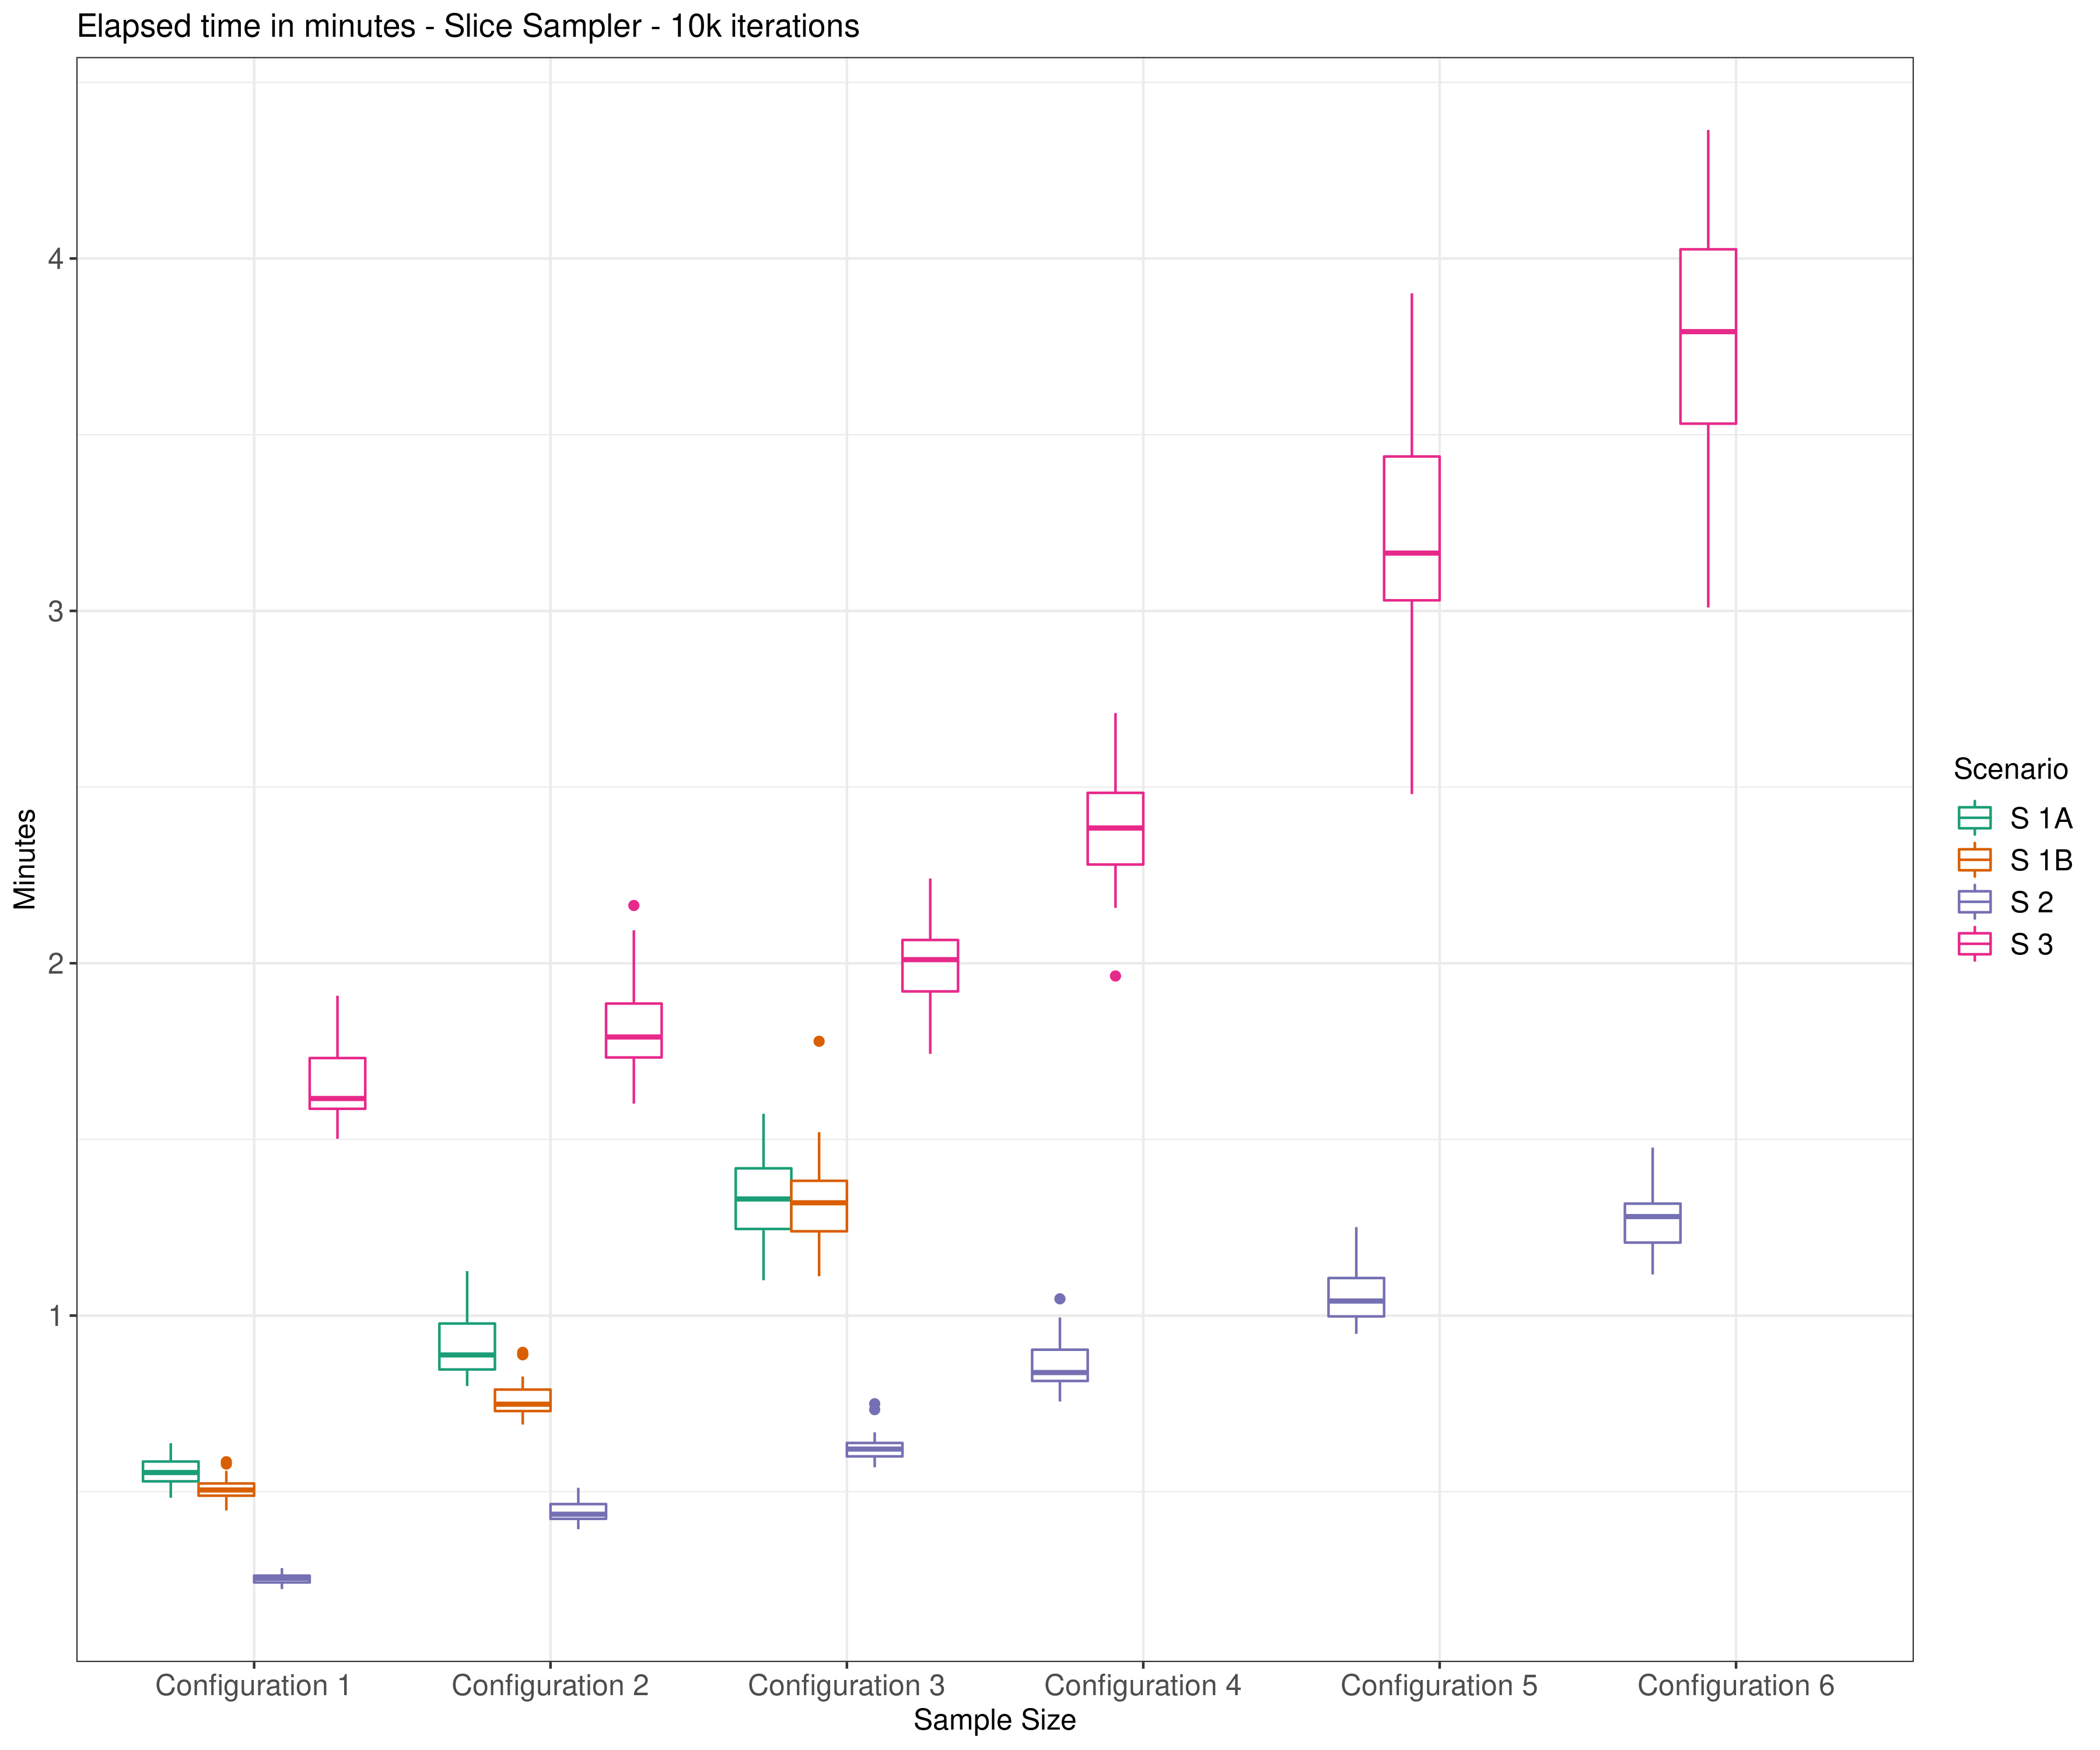 Elapsed time in minutes - Slice Sampler - 10k iterations
Minutes
4
3
2
1
Configuration 1
Configuration 2
Configuration 3
Configuration 4
Configuration 5
Configuration 6
Sample Size
Scenario
S 1A
S 1B
S 2
S 3